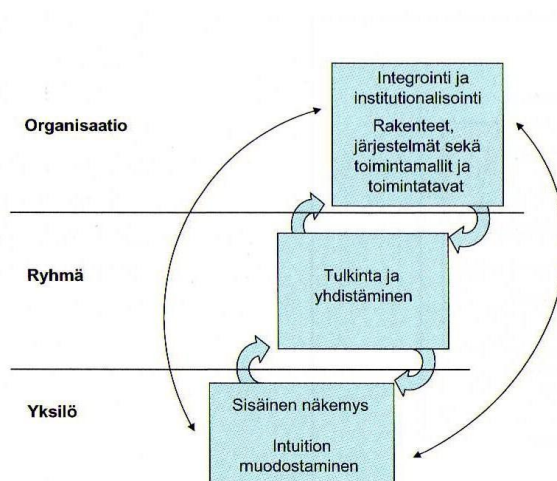 Organisaatio
Integrointi ja
institutionalisointi
Rakenteet,
järjestelmät sekä
toimintamallit ja
toimintatavat
Ryhmä
Tulkinta ja
yhdistäminen
Yksilö
Sisäinen näkemys
Intuition
muodostaminen